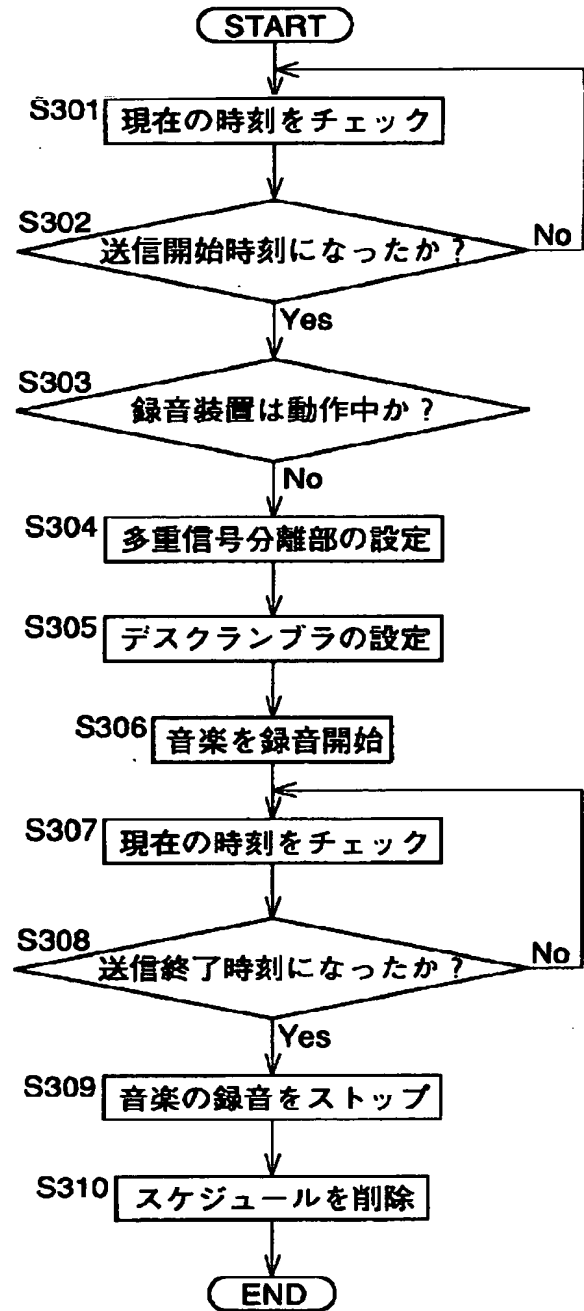 START
S301
現在の時刻をチェック
S302
送信開始時刻になったか?
No
Yes
S303
録音装置は動作中か?
No
S304
多重信号分離部の設定
S305
デスクランブラの設定
S306
音楽を録音開始
S307
現在の時刻をチェック
S308
送信終了時刻になったか?
No
Yes
S309
音楽の録音をストップ
S310
スケジュールを削除
END